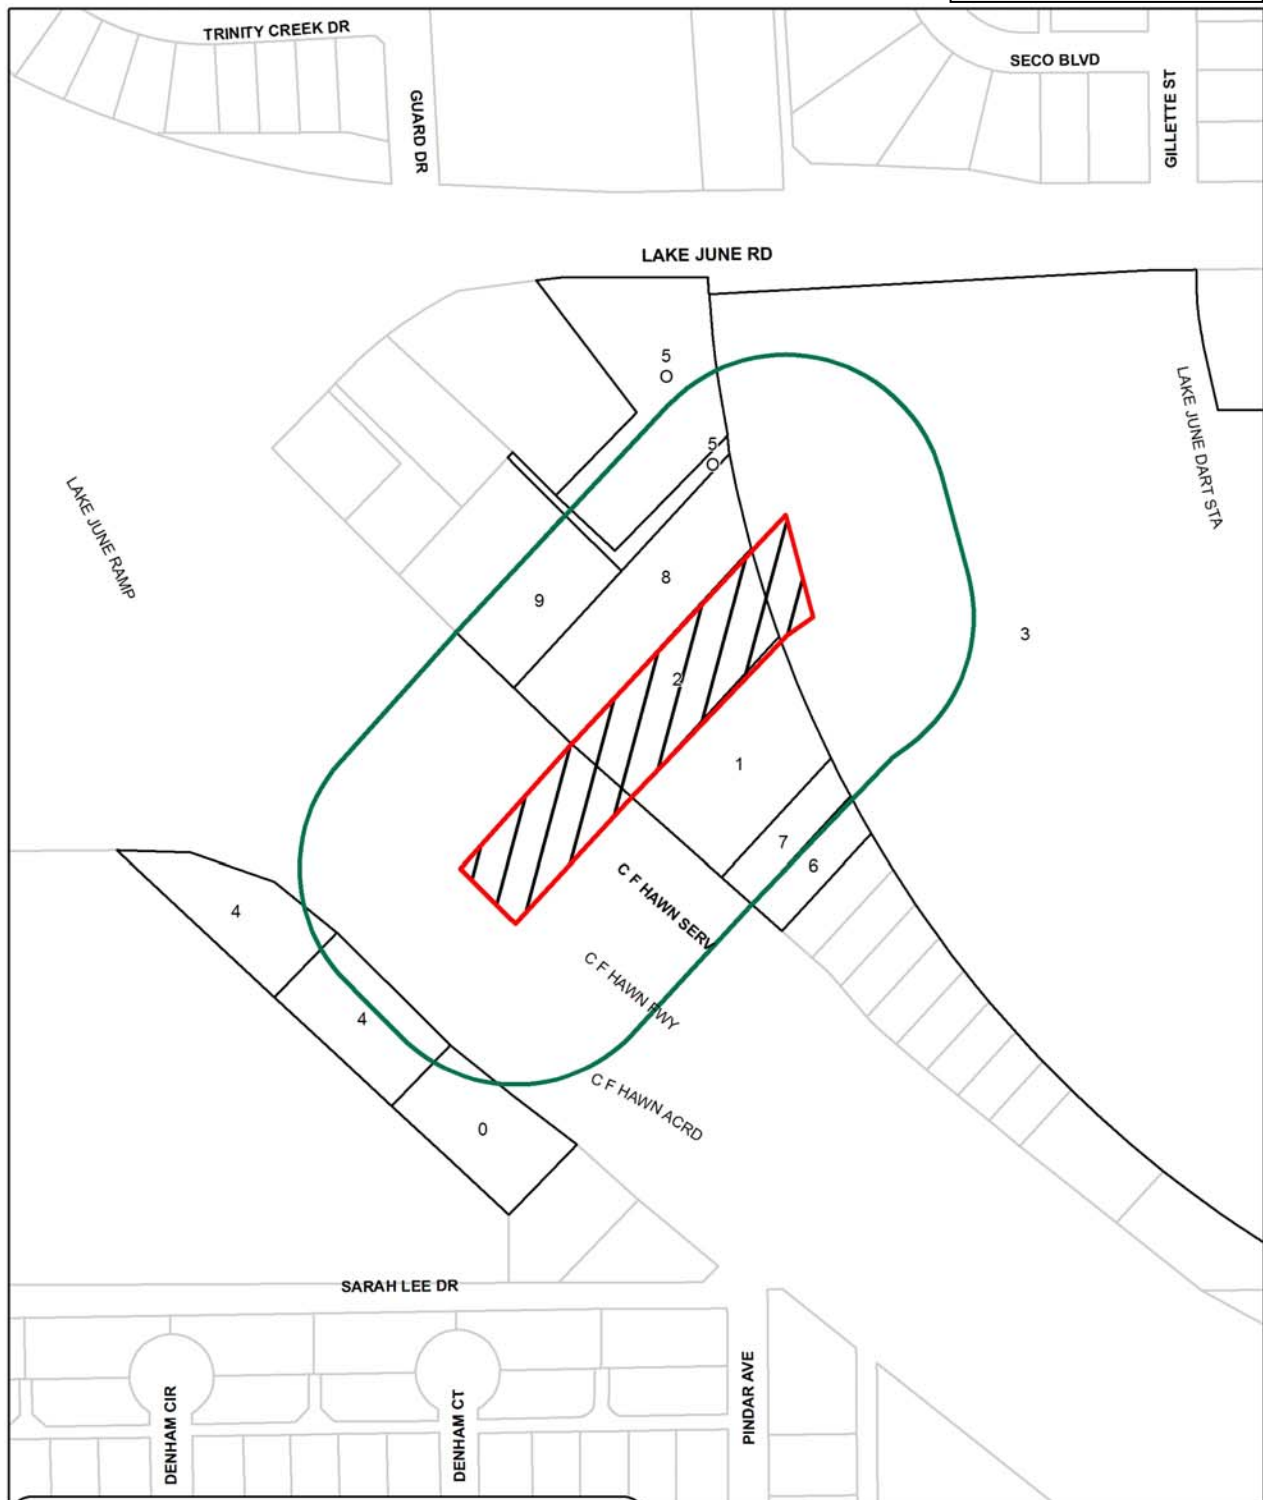 TRINITY CREEK DR
GUARD DR
SECO BLVD
GILLETTE ST
LAKE JUNE RD
5
O
LAKE JUNE DART STA
5
O
LAKE JUNE RAMP
8
9
3
2
1
7
6
C F HAWN SERV
4
C F HAWN FWY
4
C F HAWN ACRD
0
SARAH LEE DR
PINDAR AVE
DENHAM CIR
DENHAM CT